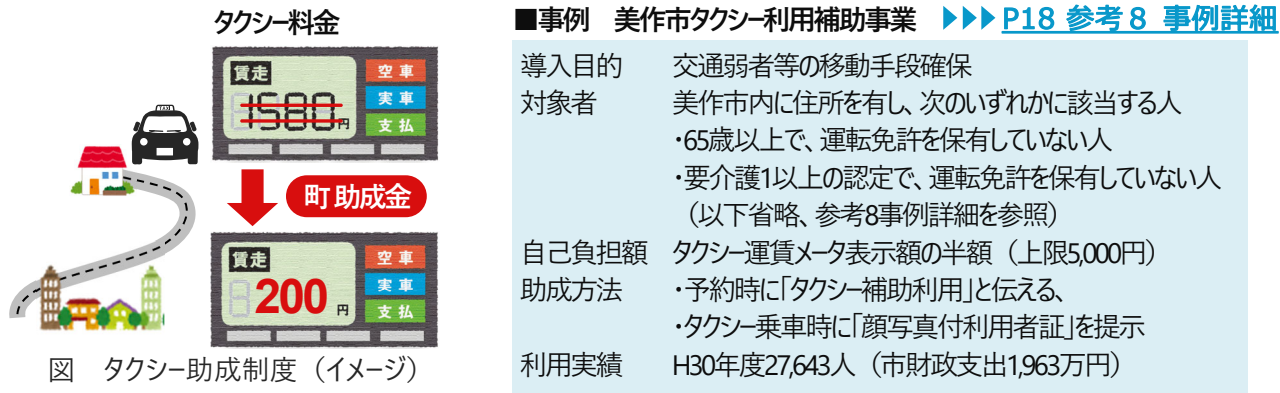 タクシー料金
賃走
1580円
空車
実車
支払
町助成金
賃走
200円
空車
実車
支払
図 タクシー助成制度（イメージ）
■事例 美作市タクシー利用補助事業 ▶▶▶P18 参考８ 事例詳細
導入目的 交通弱者等の移動手段確保
対象者 美作市内に住所を有し、次のいずれかに該当する人
・65歳以上で、運転免許を保有していない人
・要介護1以上の認定で、運転免許を保有していない人
（以下省略、参考8事例詳細を参照）
自己負担額 タクシー運賃メータ表示額の半額（上限5,000円）
助成方法 ・予約時に「タクシー補助利用」と伝える、
・タクシー乗車時に「顔写真付利用者証」を提示
利用実績 H30年度27,643人（市財政支出1,963万円）